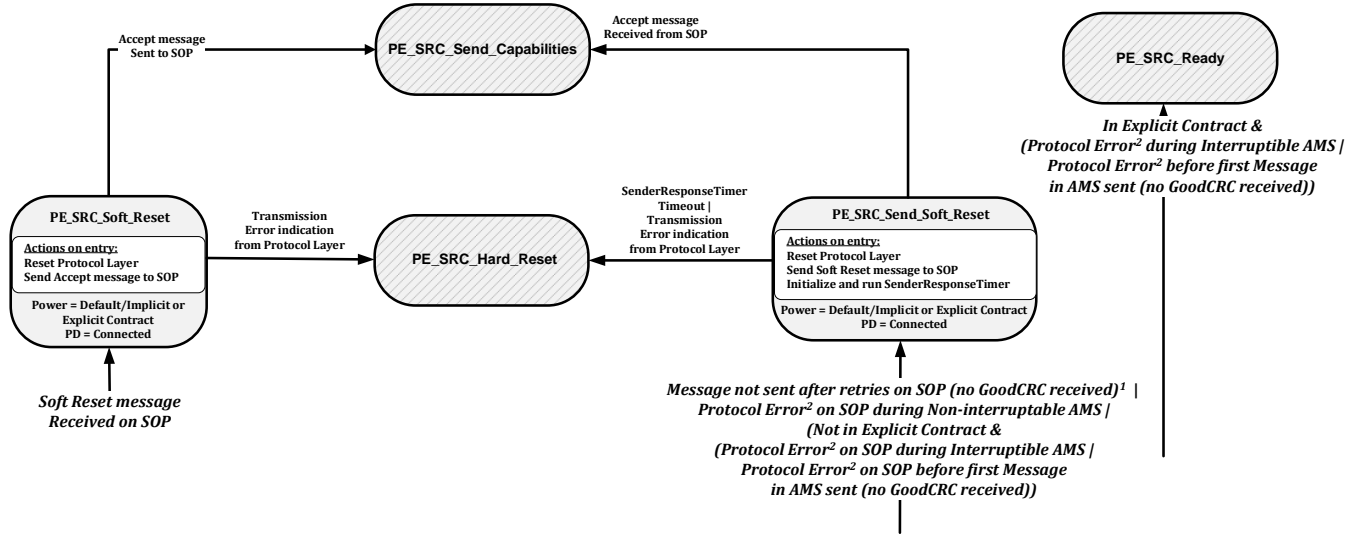 Accept message
Sent to SOP
PE_SRC_Send_Capabilities
Accept message
Received from SOP
PE_SRC_Ready
In Explicit Contract &
(Protocol Error² during Interruptible AMS |
Protocol Error² before first Message
in AMS sent (no GoodCRC received))
PE_SRC_Soft_Reset
Actions on entry:
Reset Protocol Layer
Send Accept message to SOP
Power = Default/Implicit or
Explicit Contract
PD = Connected
Transmission
Error indication
from Protocol Layer
PE_SRC_Hard_Reset
SenderResponseTimer
Timeout |
Transmission
Error indication
from Protocol Layer
PE_SRC_Send_Soft_Reset
Actions on entry:
Reset Protocol Layer
Send Soft Reset message to SOP
Initialize and run SenderResponseTimer
Power = Default/Implicit or Explicit Contract
PD = Connected
Soft Reset message
Received on SOP
Message not sent after retries on SOP (no GoodCRC received)¹ |
Protocol Error² on SOP during Non-interruptable AMS |
(Not in Explicit Contract &
(Protocol Error² on SOP during Interruptible AMS |
Protocol Error² on SOP before first Message
in AMS sent (no GoodCRC received))